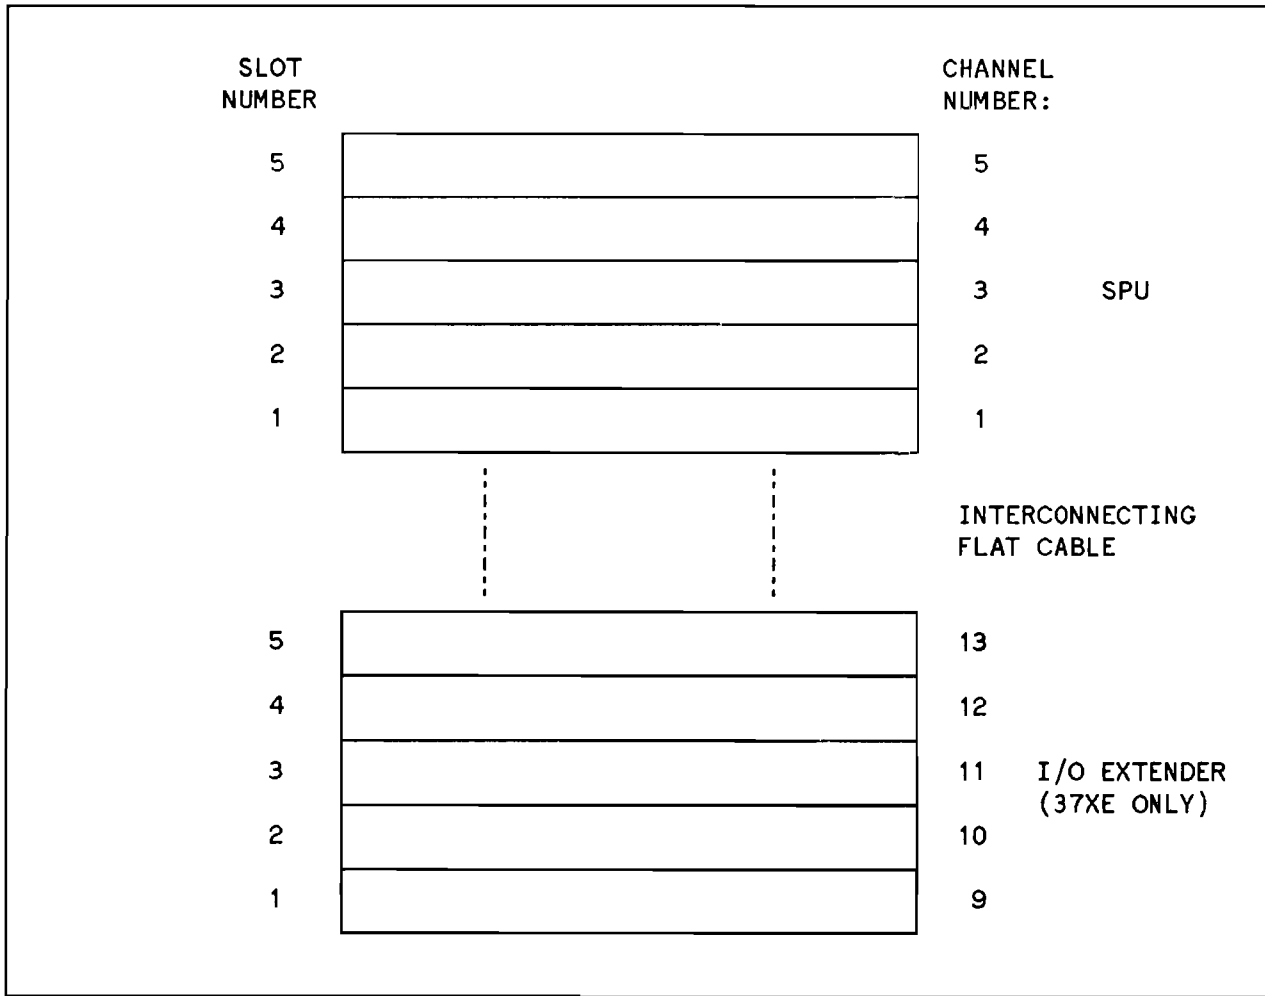 SLOT
NUMBER
CHANNEL
NUMBER:
5 5
4 4
3 3 SPU
2 2
1 1
INTERCONNECTING
FLAT CABLE
5 13
4 12
3 11 I/O EXTENDER
(37XE ONLY)
2 10
1 9